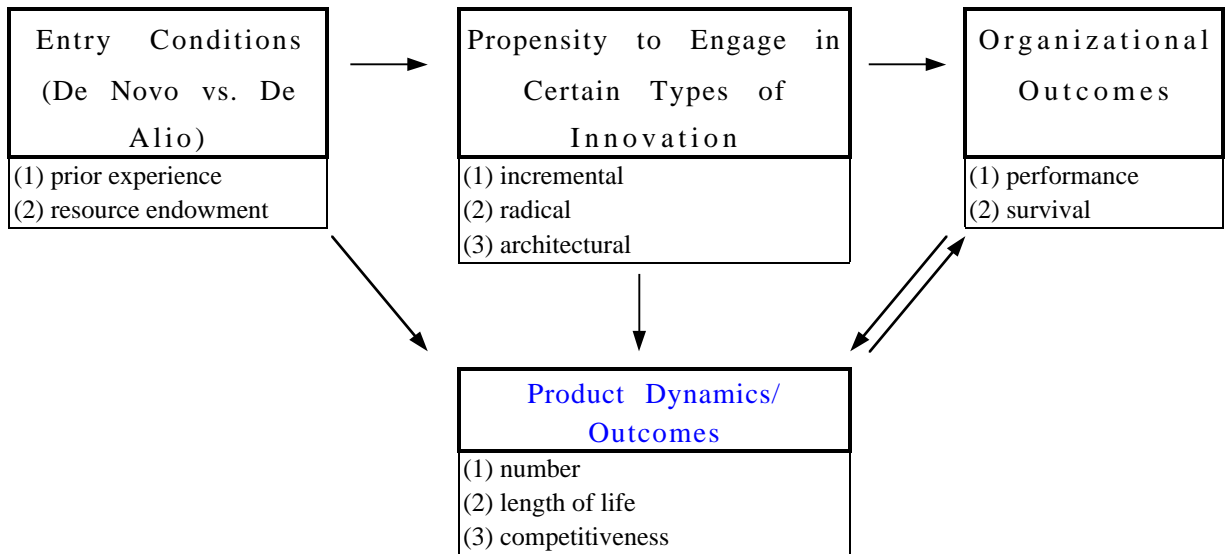 Entry Conditions
(De Novo vs. De
Alio)
(1) prior experience
(2) resource endowment
Propensity to Engage in
Certain Types of
Innovation
(1) incremental
(2) radical
(3) architectural
Organizational
Outcomes
(1) performance
(2) survival
Product Dynamics/
Outcomes
(1) number
(2) length of life
(3) competitiveness